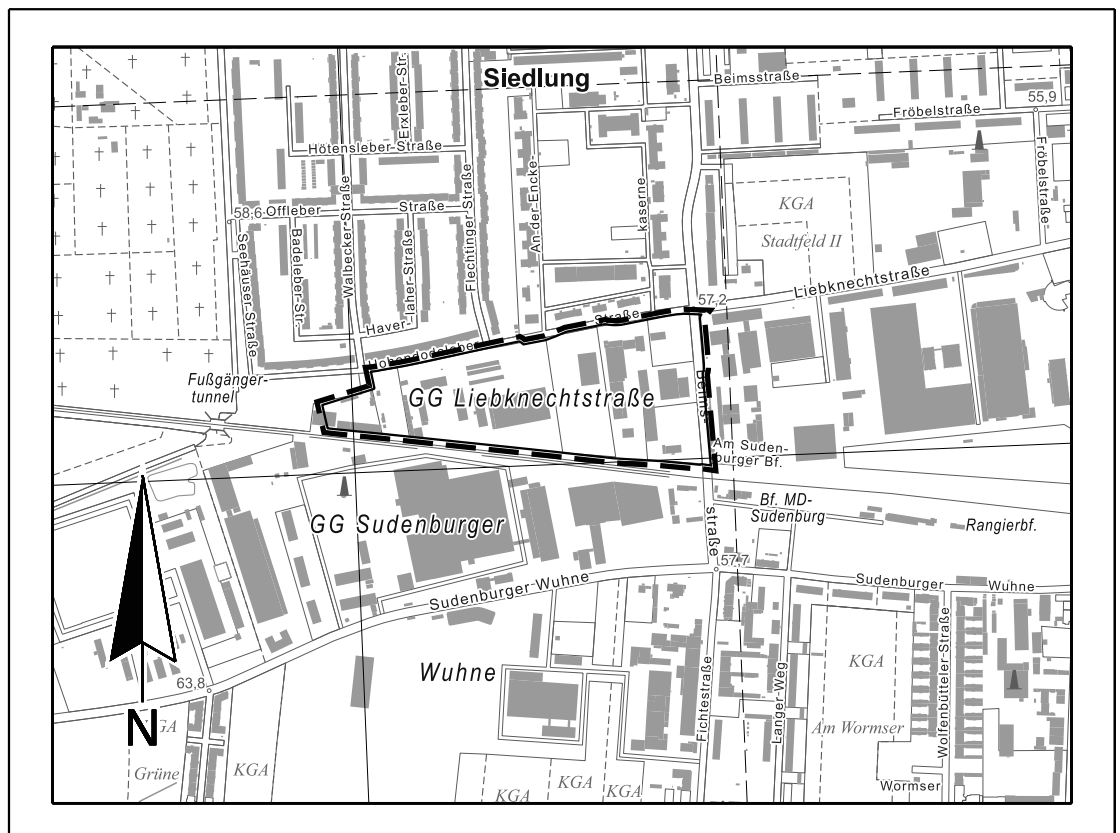 Siedlung
Beimsstraße
55,9
Fröbelstraße
Erxleber-Str.
Hötensleber-Straße
Fröbelstraße
KGA
Stadtfeld II
58,6
Offleber
Straße
Walbecker-Straße
Flechtinger Straße
An-der-Encke-
kaserne
Seehäuser-Straße
Badeleber-Str.
Haver-
laher-Straße
Liebknechtstraße
57,2
Straße
Hohendodeleber
Fußgänger-
tunnel
GG Liebknechtstraße
Beims
Am Suden-
burger Bf.
Bf. MD-
Sudenburg
Rangierbf.
GG Sudenburger
straße
57,7
Sudenburger Wuhne
Sudenburger
Wuhne
Wuhne
KGA
Fichtestraße
Langer-Weg
Wolfenbütteler-Straße
63,8
N
KGA
Am Wormser
Grüne
KGA
KGA
KGA
KGA
Wormser